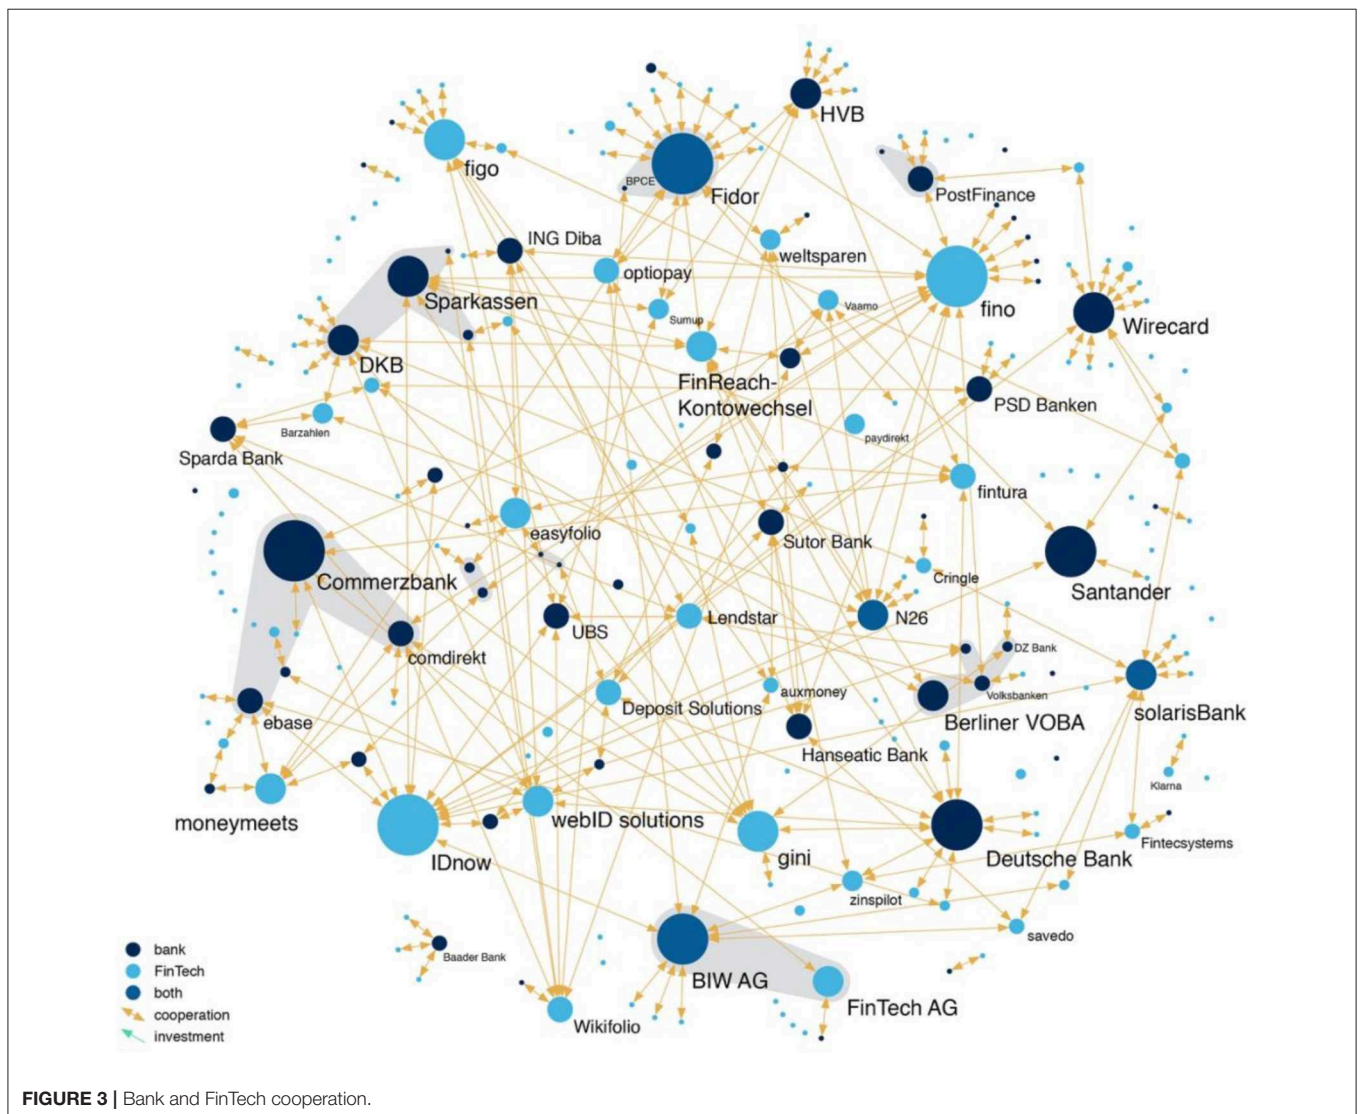 HVB
figo
BPCE
Fidor
PostFinance
ING Diba
weltsparen
optiopay
Sparkassen
Vaamo
fino
Sumup
Wirecard
DKB
FinReach-
Kontowechsel
PSD Banken
Barzahlen
paydirekt
Sparda Bank
fintura
easyfolio
Sutor Bank
Commerzbank
Cringle
Santander
UBS
Lendstar
N26
comdirekt
DZ Bank
auxmoney
Volksbanken
Deposit Solutions
ebase
Berliner VOBA
solarisBank
Hanseatic Bank
Klarna
moneymeets
webID solutions
Fintecsystems
IDnow
gini
Deutsche Bank
zinspilot
savedo
bank
Baader Bank
FinTech
BIW AG
both
FinTech AG
cooperation
Wikifolio
investment
FIGURE 3 | Bank and FinTech cooperation.